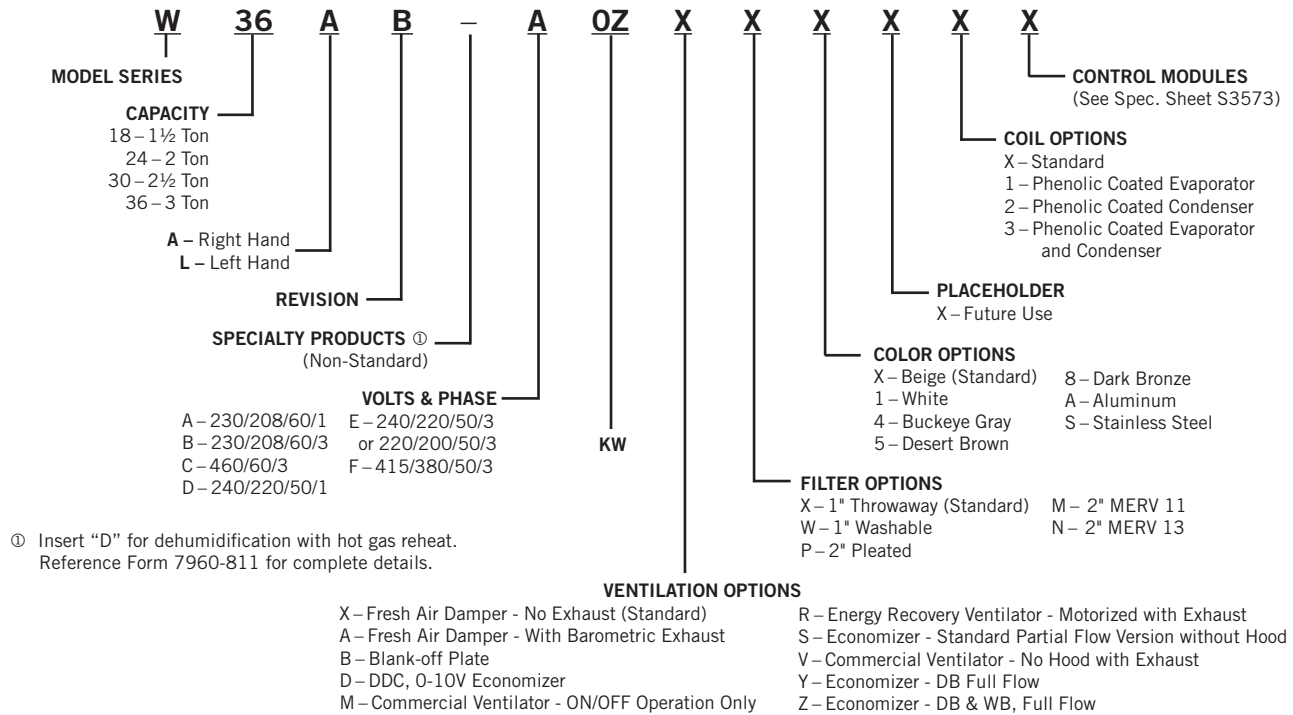 W 36 A B – A 0Z X X X X X X
MODEL SERIES
CAPACITY
18 – 1½ Ton
24 – 2 Ton
30 – 2½ Ton
36 – 3 Ton
A – Right Hand
L – Left Hand
REVISION
SPECIALTY PRODUCTS ①
(Non-Standard)
VOLTS & PHASE
A – 230/208/60/1
B – 230/208/60/3
C – 460/60/3
D – 240/220/50/1
E – 240/220/50/3
or 220/200/50/3
F – 415/380/50/3
KW
CONTROL MODULES
(See Spec. Sheet S3573)
COIL OPTIONS
X – Standard
1 – Phenolic Coated Evaporator
2 – Phenolic Coated Condenser
3 – Phenolic Coated Evaporator
and Condenser
PLACEHOLDER
X – Future Use
COLOR OPTIONS
X – Beige (Standard)
1 – White
4 – Buckeye Gray
5 – Desert Brown
8 – Dark Bronze
A – Aluminum
S – Stainless Steel
FILTER OPTIONS
X – 1" Throwaway (Standard)
W – 1" Washable
P – 2" Pleated
M – 2" MERV 11
N – 2" MERV 13
① Insert “D” for dehumidification with hot gas reheat.
Reference Form 7960-811 for complete details.
VENTILATION OPTIONS
X – Fresh Air Damper - No Exhaust (Standard)
A – Fresh Air Damper - With Barometric Exhaust
B – Blank-off Plate
D – DDC, 0-10V Economizer
M – Commercial Ventilator - ON/OFF Operation Only
R – Energy Recovery Ventilator - Motorized with Exhaust
S – Economizer - Standard Partial Flow Version without Hood
V – Commercial Ventilator - No Hood with Exhaust
Y – Economizer - DB Full Flow
Z – Economizer - DB & WB, Full Flow